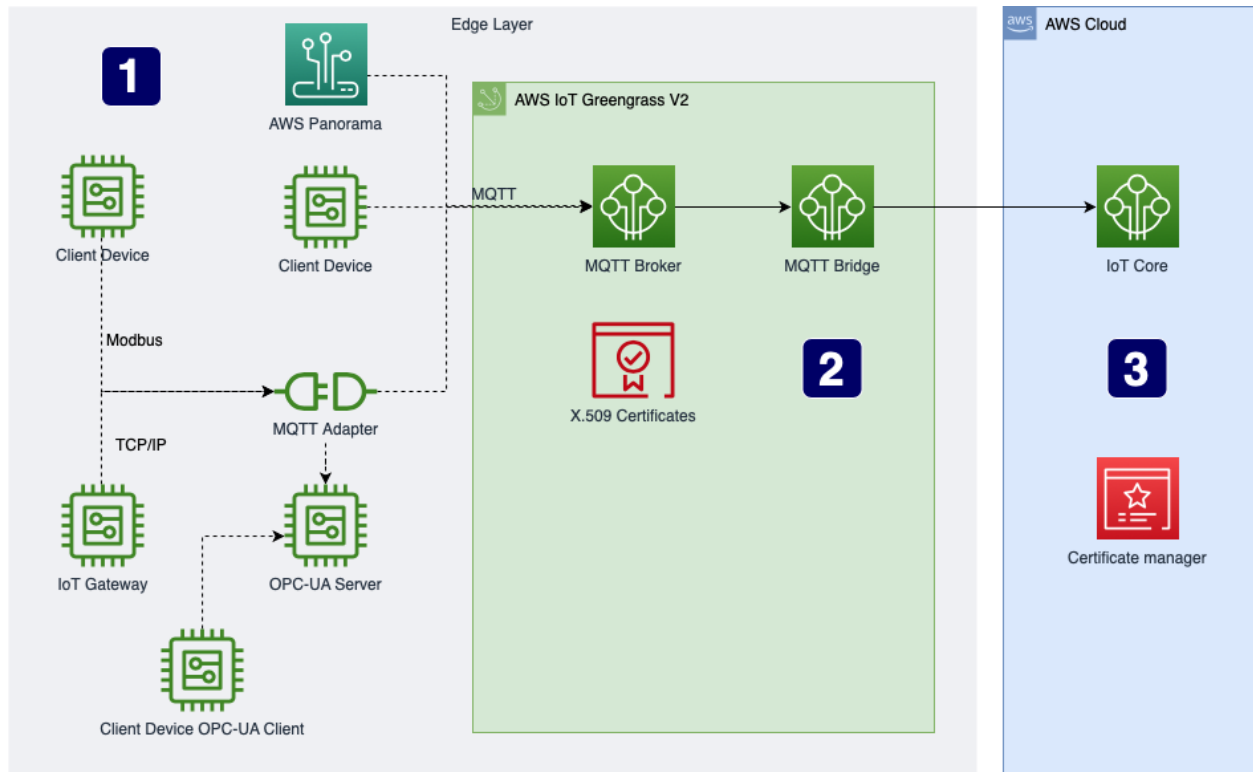 Edge Layer
aws
AWS Cloud
1
AWS Panorama
AWS IoT Greengrass V2
Client Device
Client Device
MQTT
MQTT Broker
MQTT Bridge
IoT Core
Modbus
2
3
X.509 Certificates
MQTT Adapter
TCP/IP
IoT Gateway
OPC-UA Server
Certificate manager
Client Device OPC-UA Client